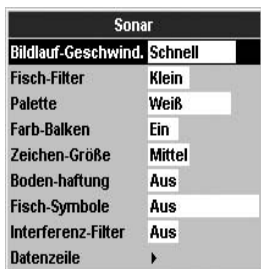 Sonar
Bildlauf-Geschwind. Schnell
Fisch-Filter Klein
Palette Weiß
Farb-Balken Ein
Zeichen-Größe Mittel
Boden-haftung Aus
Fisch-Symbole Aus
Interferenz-Filter Aus
Datenzeile